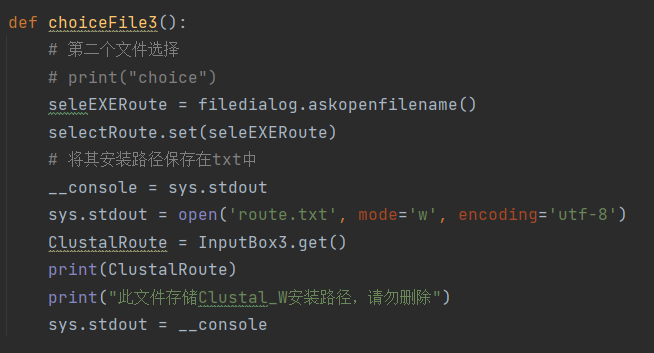 def choiceFile3():
    # 第二个文件选择
    # print("choice")
    seleEXERoute = filedialog.askopenfilename()
    selectRoute.set(seleEXERoute)
    # 将其安装路径保存在txt中
    __console = sys.stdout
    sys.stdout = open('route.txt', mode='w', encoding='utf-8')
    ClustalRoute = InputBox3.get()
    print(ClustalRoute)
    print("此文件存储Clustal_W安装路径，请勿删除")
    sys.stdout = __console